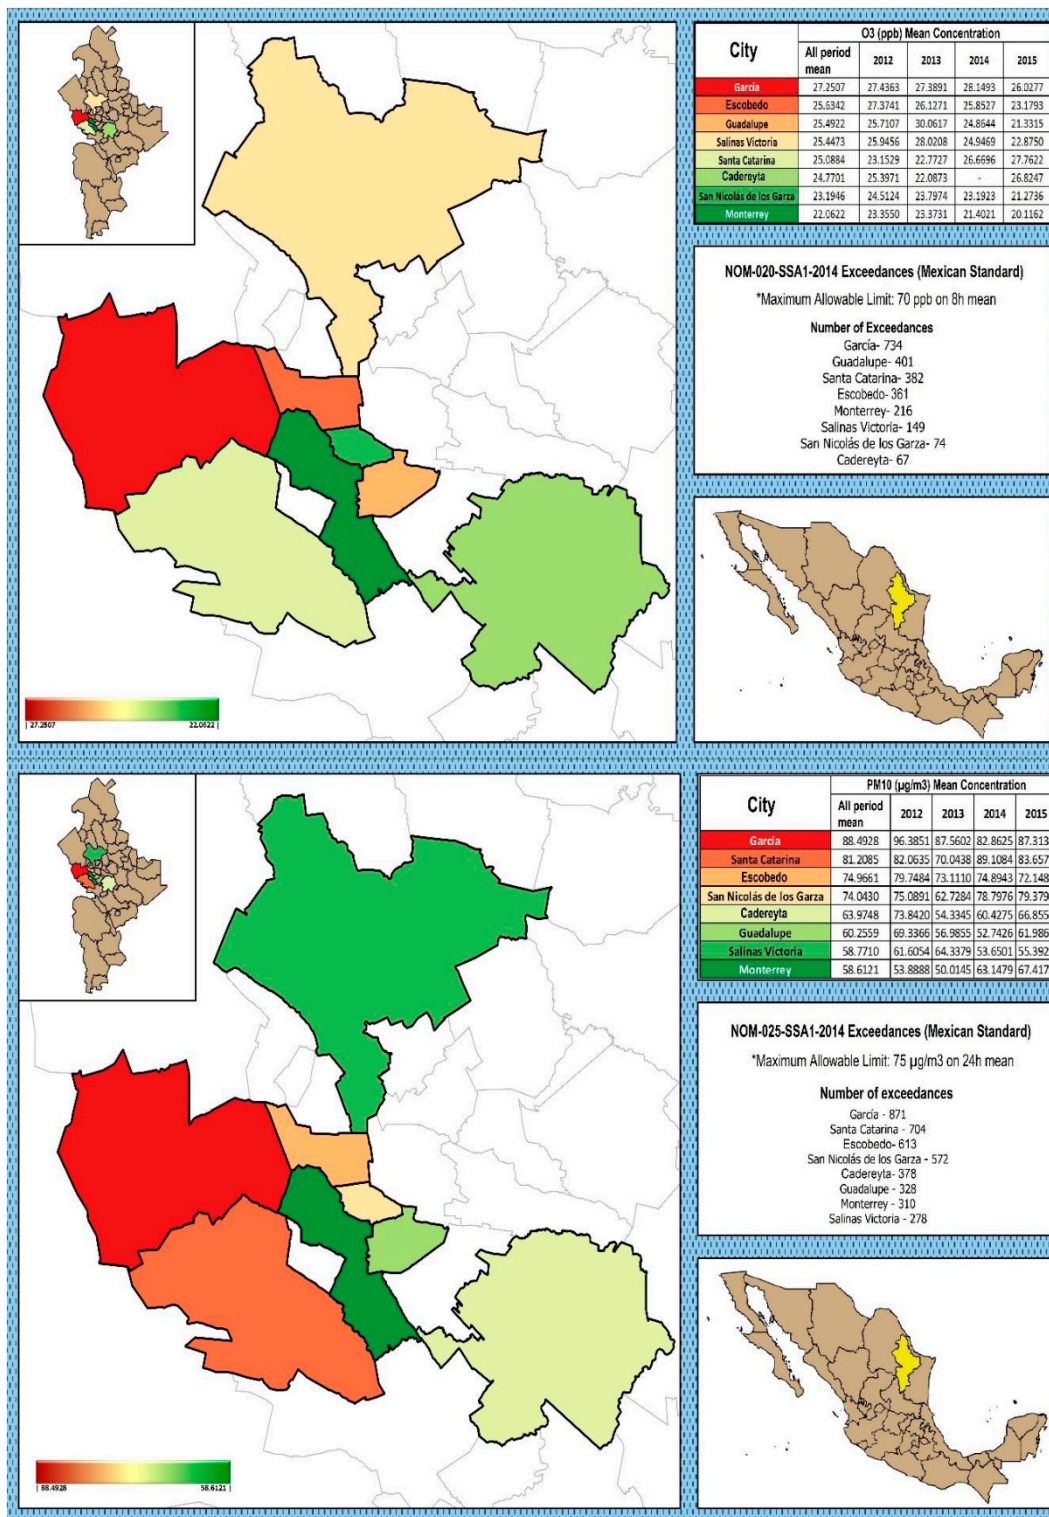 O3 (ppb) Mean Concentration
City All period mean 2012 2013 2014 2015
García 27.2507 27.4363 27.3891 28.1493 26.0277
Escobedo 25.6342 27.3741 26.1271 25.8527 23.1793
Guadalupe 25.4922 25.7107 30.0617 24.8644 21.3315
Salinas Victoria 25.4473 25.9456 28.0208 24.9469 22.8750
Santa Catarina 25.0884 23.1529 22.7727 26.6696 27.7622
Cadereyta 24.7701 25.3971 22.0873 - 26.8247
San Nicolás de los Garza 23.1946 24.5124 23.7974 23.1923 21.2736
Monterrey 22.0622 23.3550 23.3731 21.4021 20.1162
NOM-020-SSA1-2014 Exceedances (Mexican Standard)
*Maximum Allowable Limit: 70 ppb on 8h mean
Number of Exceedances
García- 734
Guadalupe- 401
Santa Catarina- 382
Escobedo- 361
Monterrey- 216
Salinas Victoria- 149
San Nicolás de los Garza- 74
Cadereyta- 67
| 27.2507 22.0622 |
PM10 (µg/m3) Mean Concentration
City All period mean 2012 2013 2014 2015
García 88.4928 96.3851 87.5602 82.8625 87.313
Santa Catarina 81.2085 82.0635 70.0438 89.1084 83.657
Escobedo 74.9661 79.7484 73.1110 74.8943 72.148
San Nicolás de los Garza 74.0430 75.0891 62.7284 78.7976 79.379
Cadereyta 63.9748 73.8420 54.3345 60.4275 66.855
Guadalupe 60.2559 69.3366 56.9855 52.7426 61.986
Salinas Victoria 58.7710 61.6054 64.3379 53.6501 55.392
Monterrey 58.6121 53.8888 50.0145 63.1479 67.417
NOM-025-SSA1-2014 Exceedances (Mexican Standard)
*Maximum Allowable Limit: 75 µg/m3 on 24h mean
Number of exceedances
García - 871
Santa Catarina - 704
Escobedo- 613
San Nicolás de los Garza - 572
Cadereyta- 378
Guadalupe - 328
Monterrey - 310
Salinas Victoria - 278
| 88.4928 58.6121 |